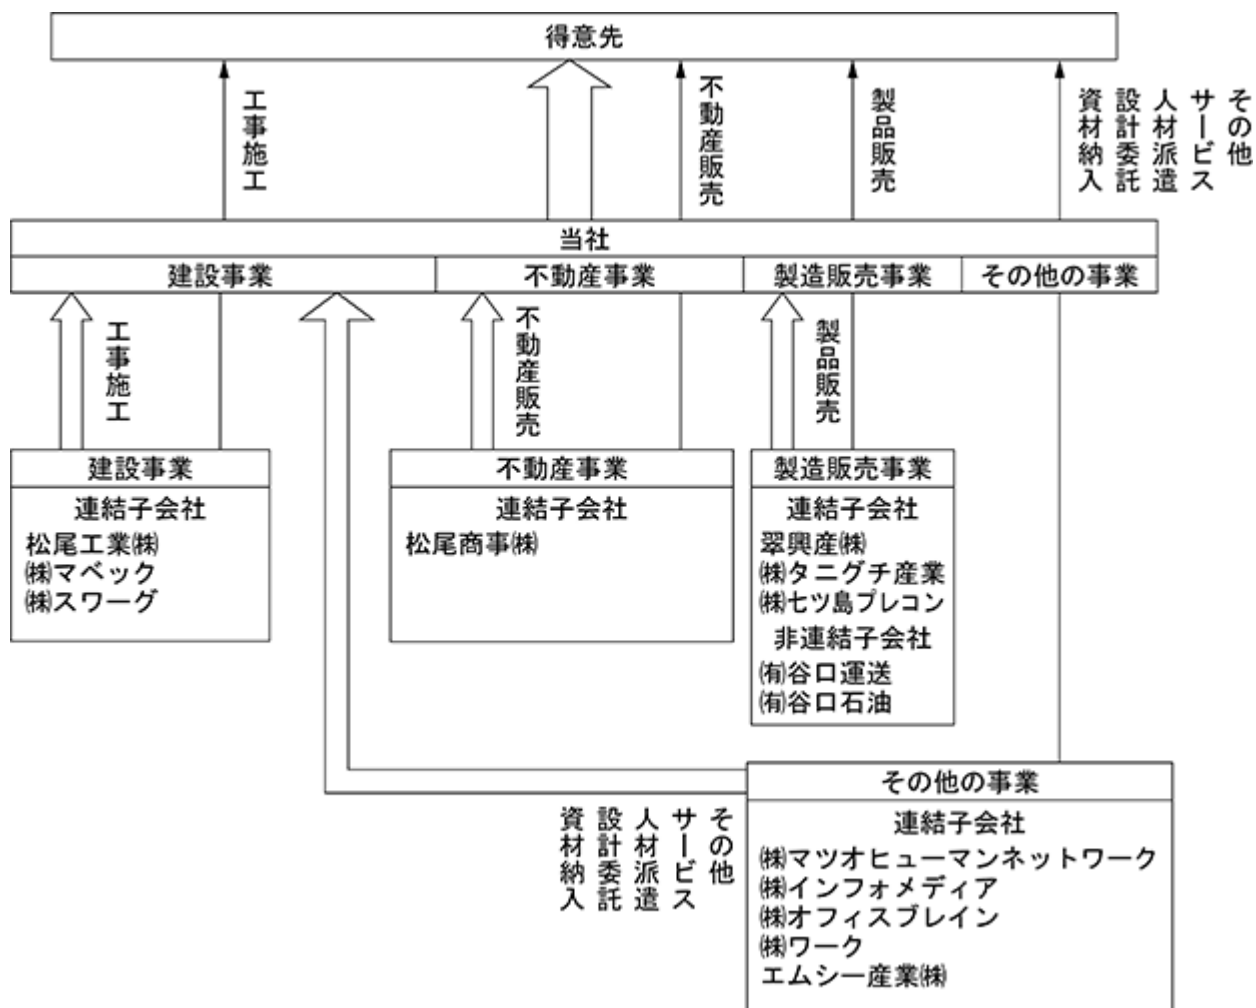 得意先
工事施工
不動産販売
製品販売
その他
サービス
人材派遣
設計委託
資材納入
当社
建設事業
不動産事業
製造販売事業
その他の事業
工事施工
不動産販売
製品販売
建設事業
連結子会社
松尾工業㈱
㈱マベック
㈱スワーグ
不動産事業
連結子会社
松尾商事㈱
製造販売事業
連結子会社
翠興産㈱
㈱タニグチ産業
㈱七ツ島プレコン
非連結子会社
㈲谷口運送
㈲谷口石油
その他
サービス
人材派遣
設計委託
資材納入
その他の事業
連結子会社
㈱マツオヒューマンネットワーク
㈱インフォメディア
㈱オフィスブレイン
㈱ワーク
エムシー産業㈱